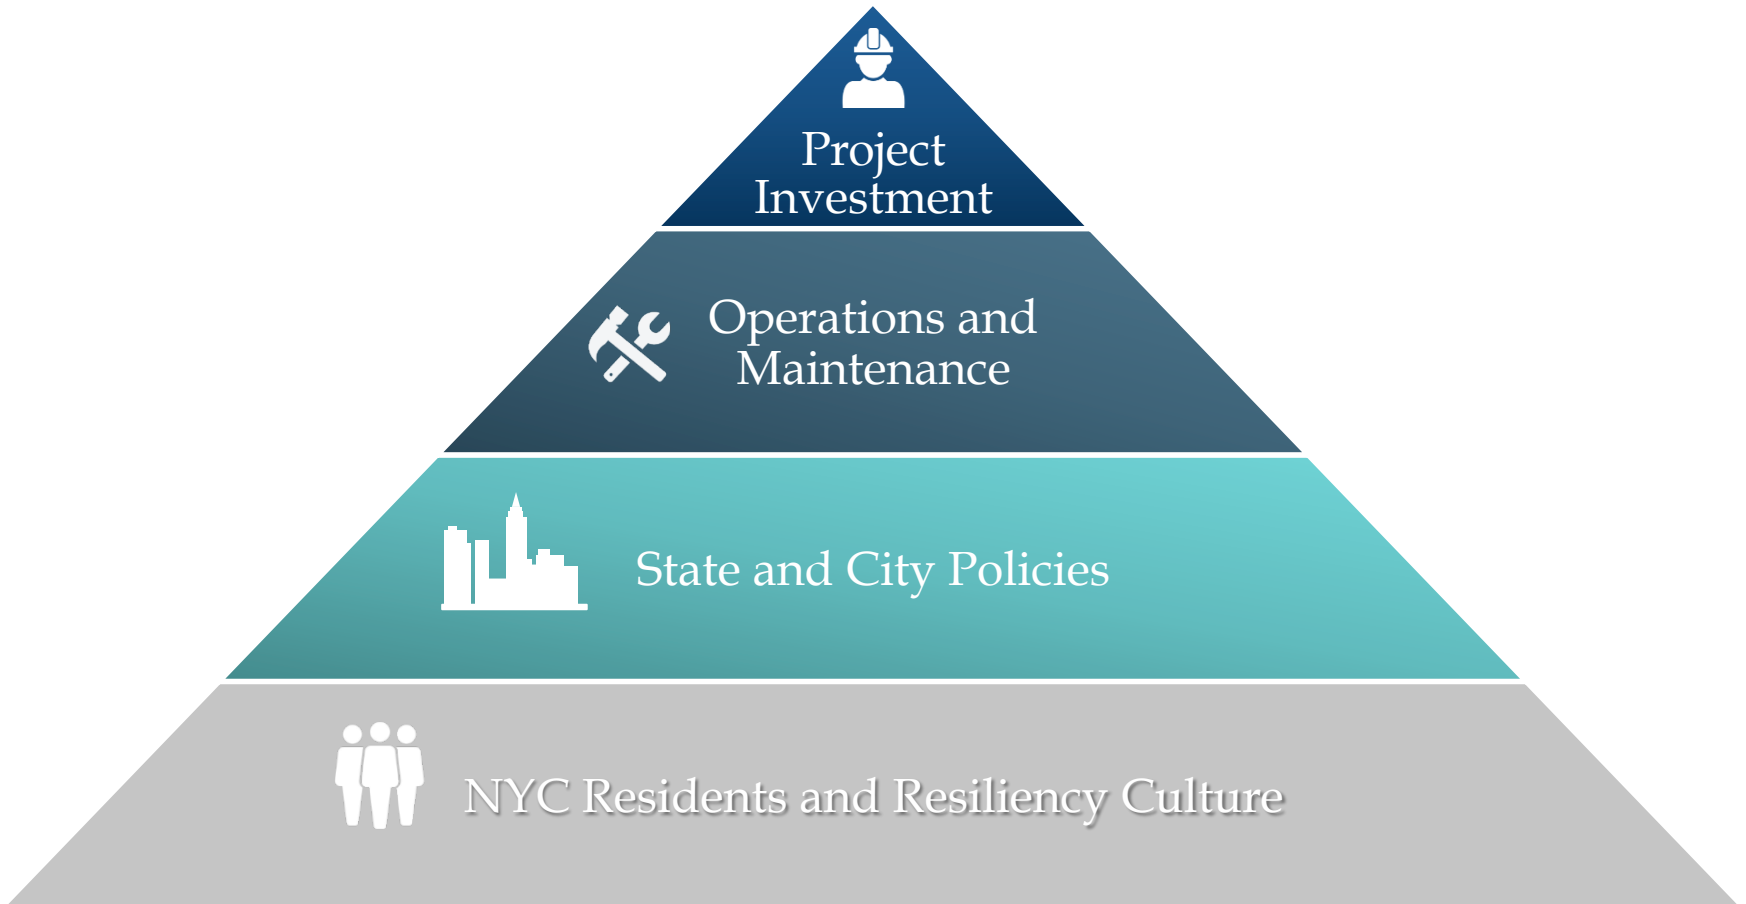 Project
Investment
Operations and
Maintenance
State and City Policies
NYC Residents and Resiliency Culture